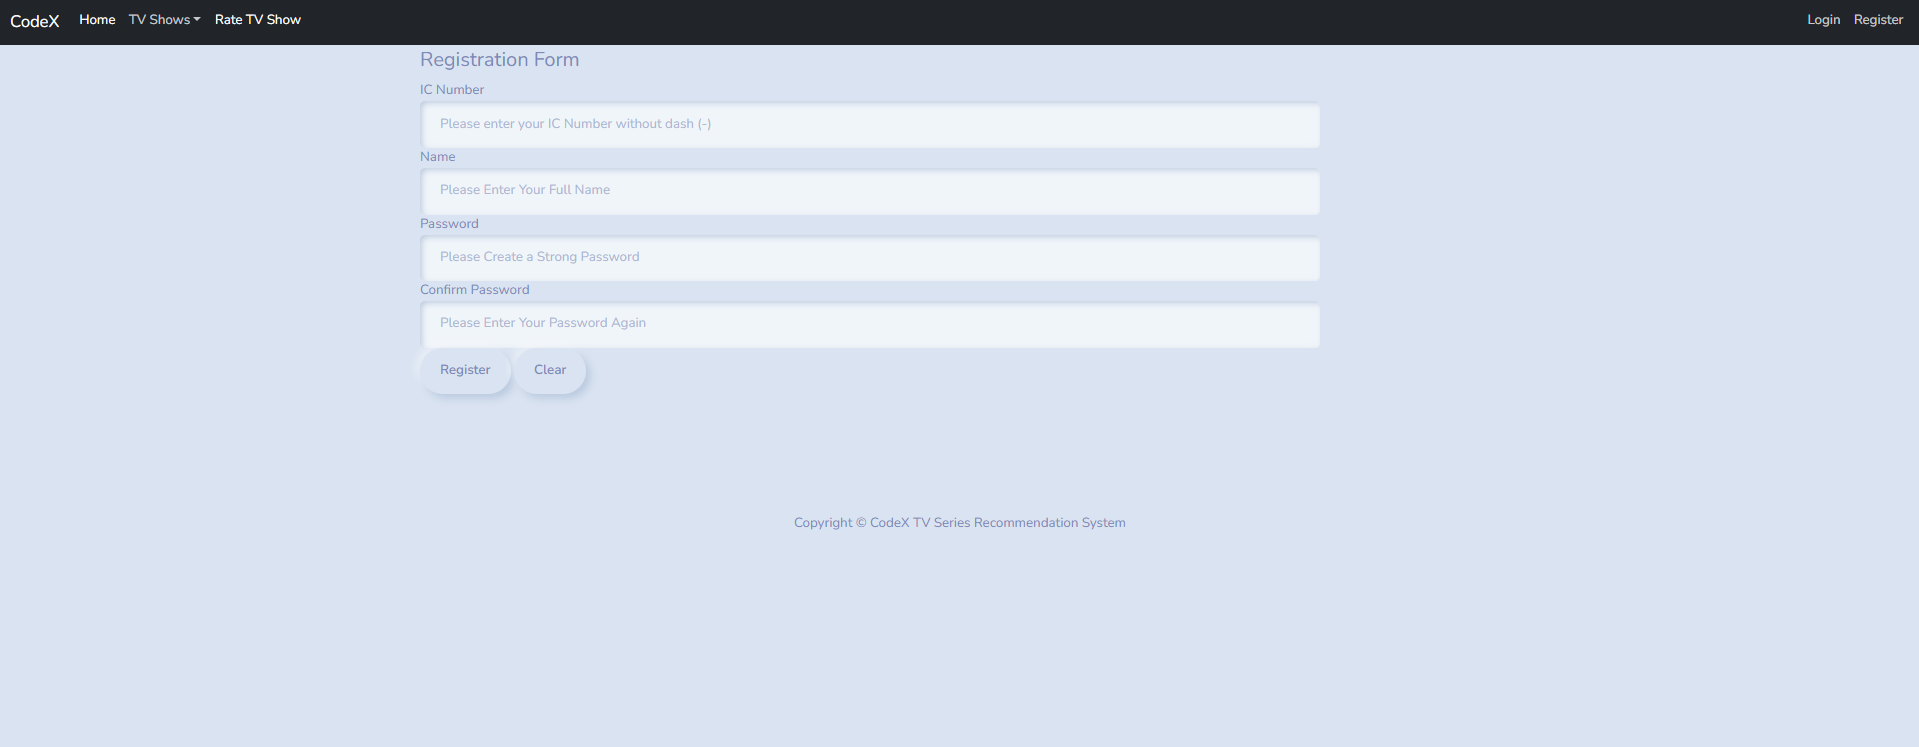 CodeX Home TV Shows Rate TV Show Login Register
Registration Form
IC Number
Please enter your IC Number without dash (-)
Name
Please Enter Your Full Name
Password
Please Create a Strong Password
Confirm Password
Please Enter Your Password Again
Register Clear
Copyright © CodeX TV Series Recommendation System